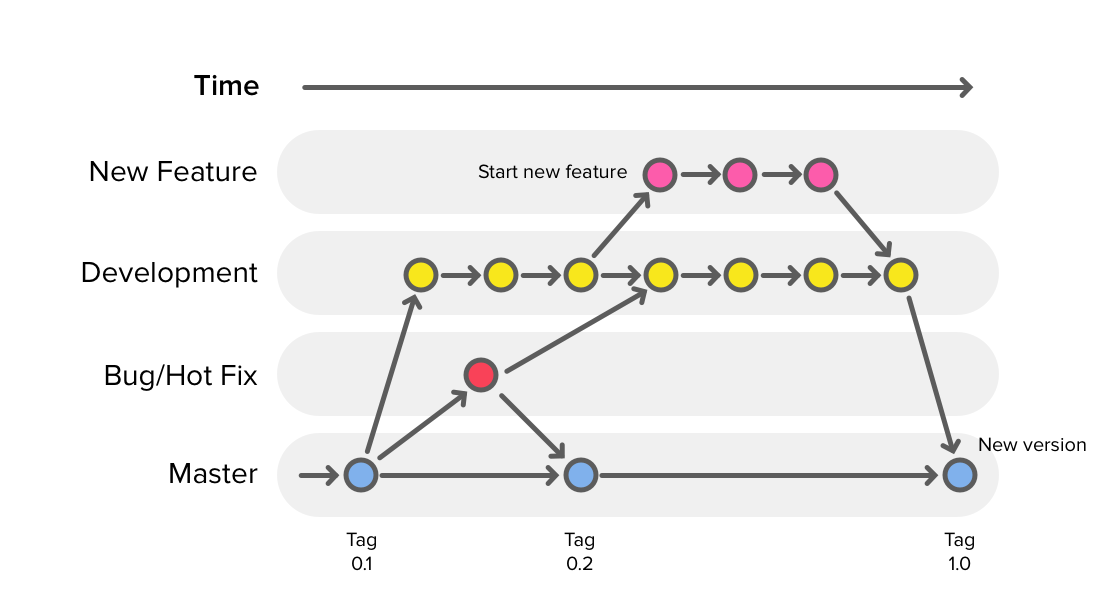 Time
New Feature
Start new feature
Development
Bug/Hot Fix
Master
New version
Tag
0.1
Tag
0.2
Tag
1.0